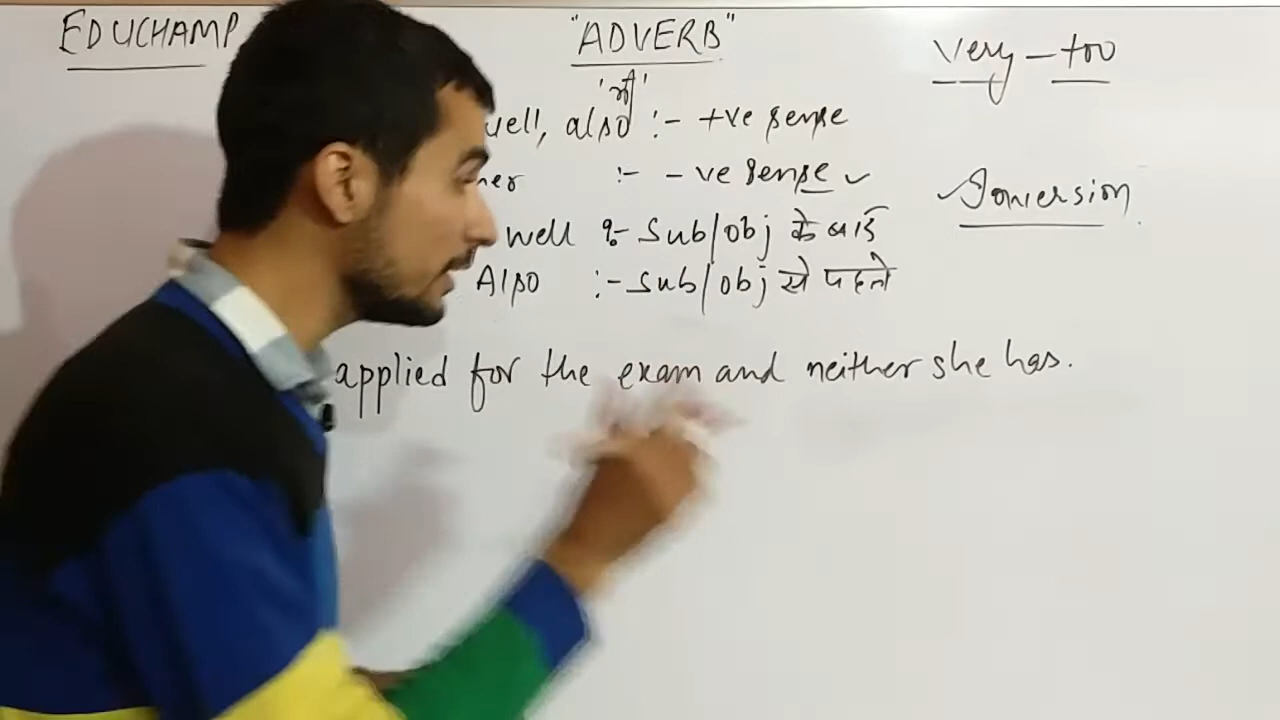 EDUCHAMP
"ADVERB"
Very – too
'भी'
well, also :- +ve sense
:- -ve sense ✓
Inversion
well :- Sub/obj के बाद
Also :- Sub/obj से पहले
applied for the exam and neither she has.